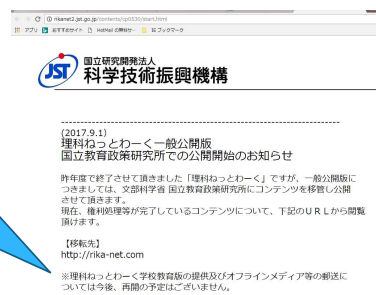 rikanet2.jst.go.jp/contents/cp0530/start.html
アプリ おすすめサイト HotMail の無料サ… IE ブックマーク
JST
国立研究開発法人
科学技術振興機構
--------------------------------------------------------------------
(2017.9.1)
理科ねっとわーく一般公開版
国立教育政策研究所での公開開始のお知らせ
昨年度で終了させて頂きました「理科ねっとわーく」ですが、一般公開版に
つきましては、文部科学省 国立教育政策研究所にコンテンツを移管し公開
させて頂きます。
現在、権利処理等が完了しているコンテンツについて、下記のＵＲＬから閲覧
頂けます。
【移転先】
http://rika-net.com
※理科ねっとわーく学校教育版の提供及びオフラインメディア等の郵送に
ついては今後、再開の予定はございません。